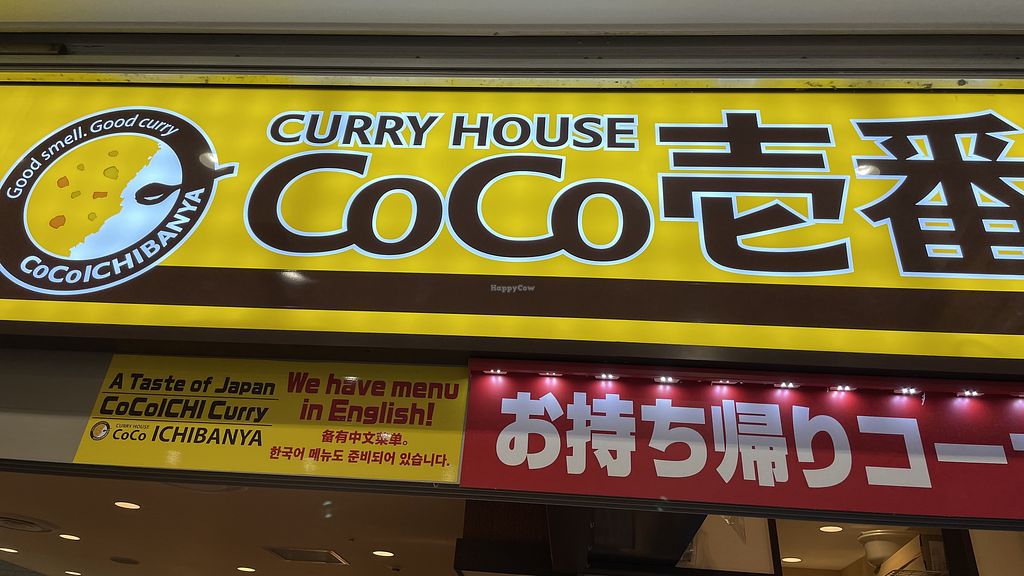 Good smell. Good curry
CoCoICHIBANYA
CURRY HOUSE
CoCo壱番
HappyCow
A Taste of Japan
CoCoICHI Curry
CURRY HOUSE
CoCo ICHIBANYA
We have menu
in English!
备有中文菜单。
한국어 메뉴도 준비되어 있습니다.
お持ち帰りコー